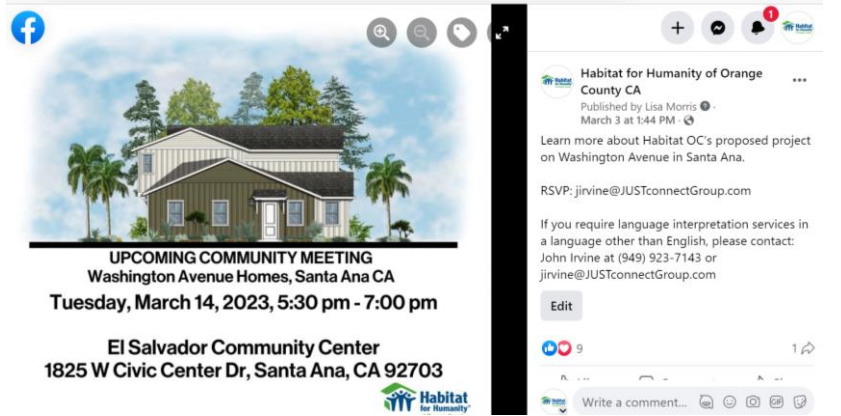 UPCOMING COMMUNITY MEETING
Washington Avenue Homes, Santa Ana CA
Tuesday, March 14, 2023, 5:30 pm - 7:00 pm
El Salvador Community Center
1825 W Civic Center Dr, Santa Ana, CA 92703
Habitat
for Humanity®
1
Habitat for Humanity of Orange
County CA
Published by Lisa Morris
March 3 at 1:44 PM ·
Learn more about Habitat OC's proposed project
on Washington Avenue in Santa Ana.
RSVP: jirvine@JUSTconnectGroup.com
If you require language interpretation services in
a language other than English, please contact:
John Irvine at (949) 923-7143 or
jirvine@JUSTconnectGroup.com
Edit
9
1
Write a comment...
GIF